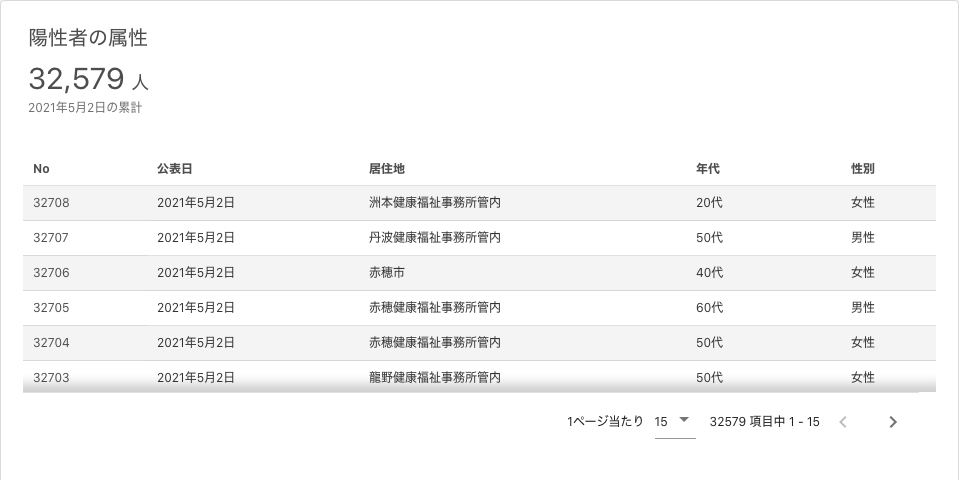 陽性者の属性
32,579 人
2021年5月2日の累計
No 公表日 居住地 年代 性別
32708 2021年5月2日 洲本健康福祉事務所管内 20代 女性
32707 2021年5月2日 丹波健康福祉事務所管内 50代 男性
32706 2021年5月2日 赤穂市 40代 女性
32705 2021年5月2日 赤穂健康福祉事務所管内 60代 男性
32704 2021年5月2日 赤穂健康福祉事務所管内 50代 女性
32703 2021年5月2日 龍野健康福祉事務所管内 50代 女性
1ページ当たり 15 32579 項目中 1 - 15